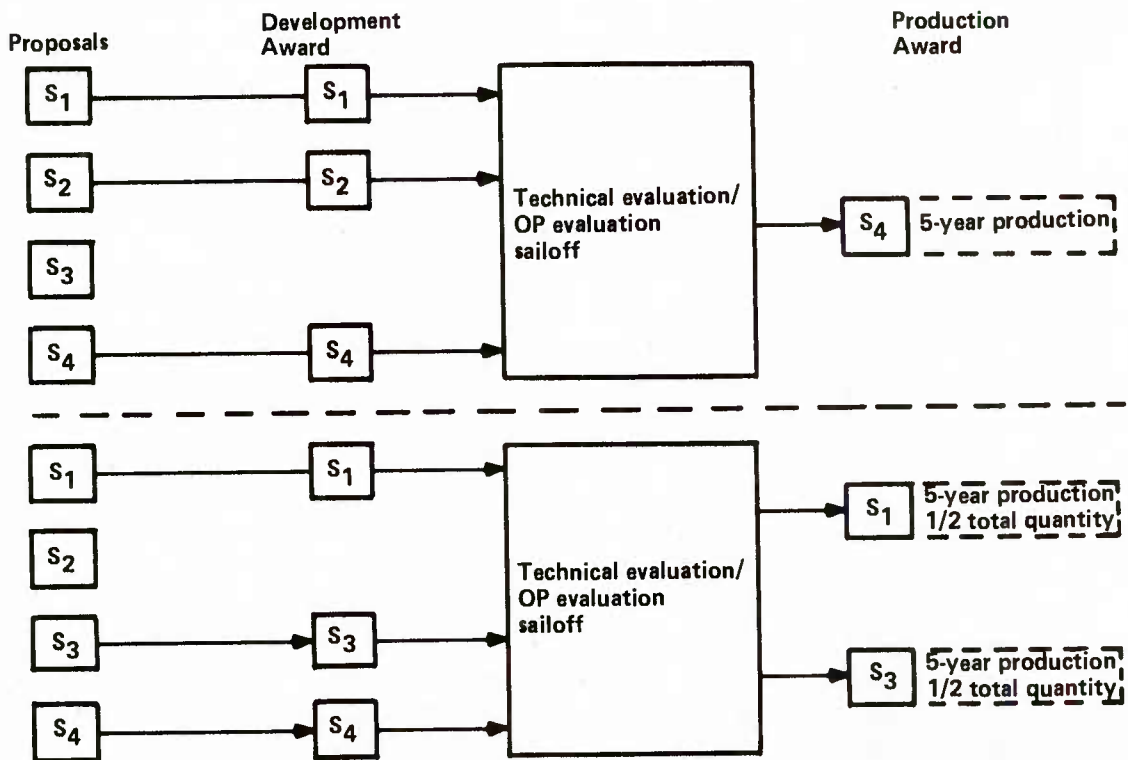 Proposals
Development
Award
Production
Award
S1
S1
S2
S2
S3
S4
S4
Technical evaluation/
OP evaluation
sailoff
S4
5-year production
S1
S1
S2
S3
S3
S4
S4
Technical evaluation/
OP evaluation
sailoff
S1
5-year production
1/2 total quantity
S3
5-year production
1/2 total quantity